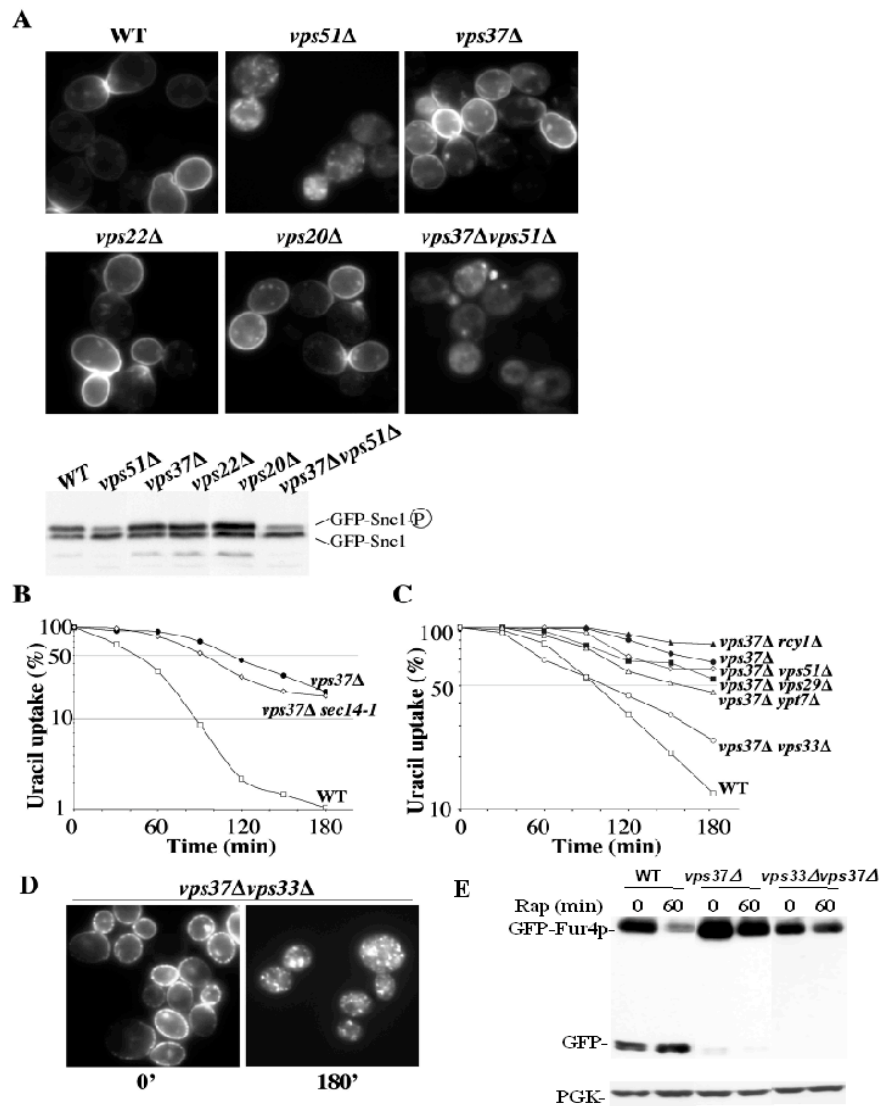 A
WT vps51Δ vps37Δ
vps22Δ vps20Δ vps37Δvps51Δ
WT vps51Δ vps37Δ vps22Δ vps20Δ vps37Δvps51Δ
GFP-Snc1-P
GFP-Snc1
B
Uracil uptake (%)
100
50
10
1
vps37Δ
vps37Δ sec14-1
WT
0 60 120 180
Time (min)
C
Uracil uptake (%)
100
50
10
vps37Δ rcy1Δ
vps37Δ
vps37Δ vps51Δ
vps37Δ vps29Δ
vps37Δ ypt7Δ
vps37Δ vps33Δ
WT
0 60 120 180
Time (min)
D
vps37Δvps33Δ
0' 180'
E
WT vps37Δ vps33Δvps37Δ
Rap (min) 0 60 0 60 0 60
GFP-Fur4p-
GFP-
PGK-